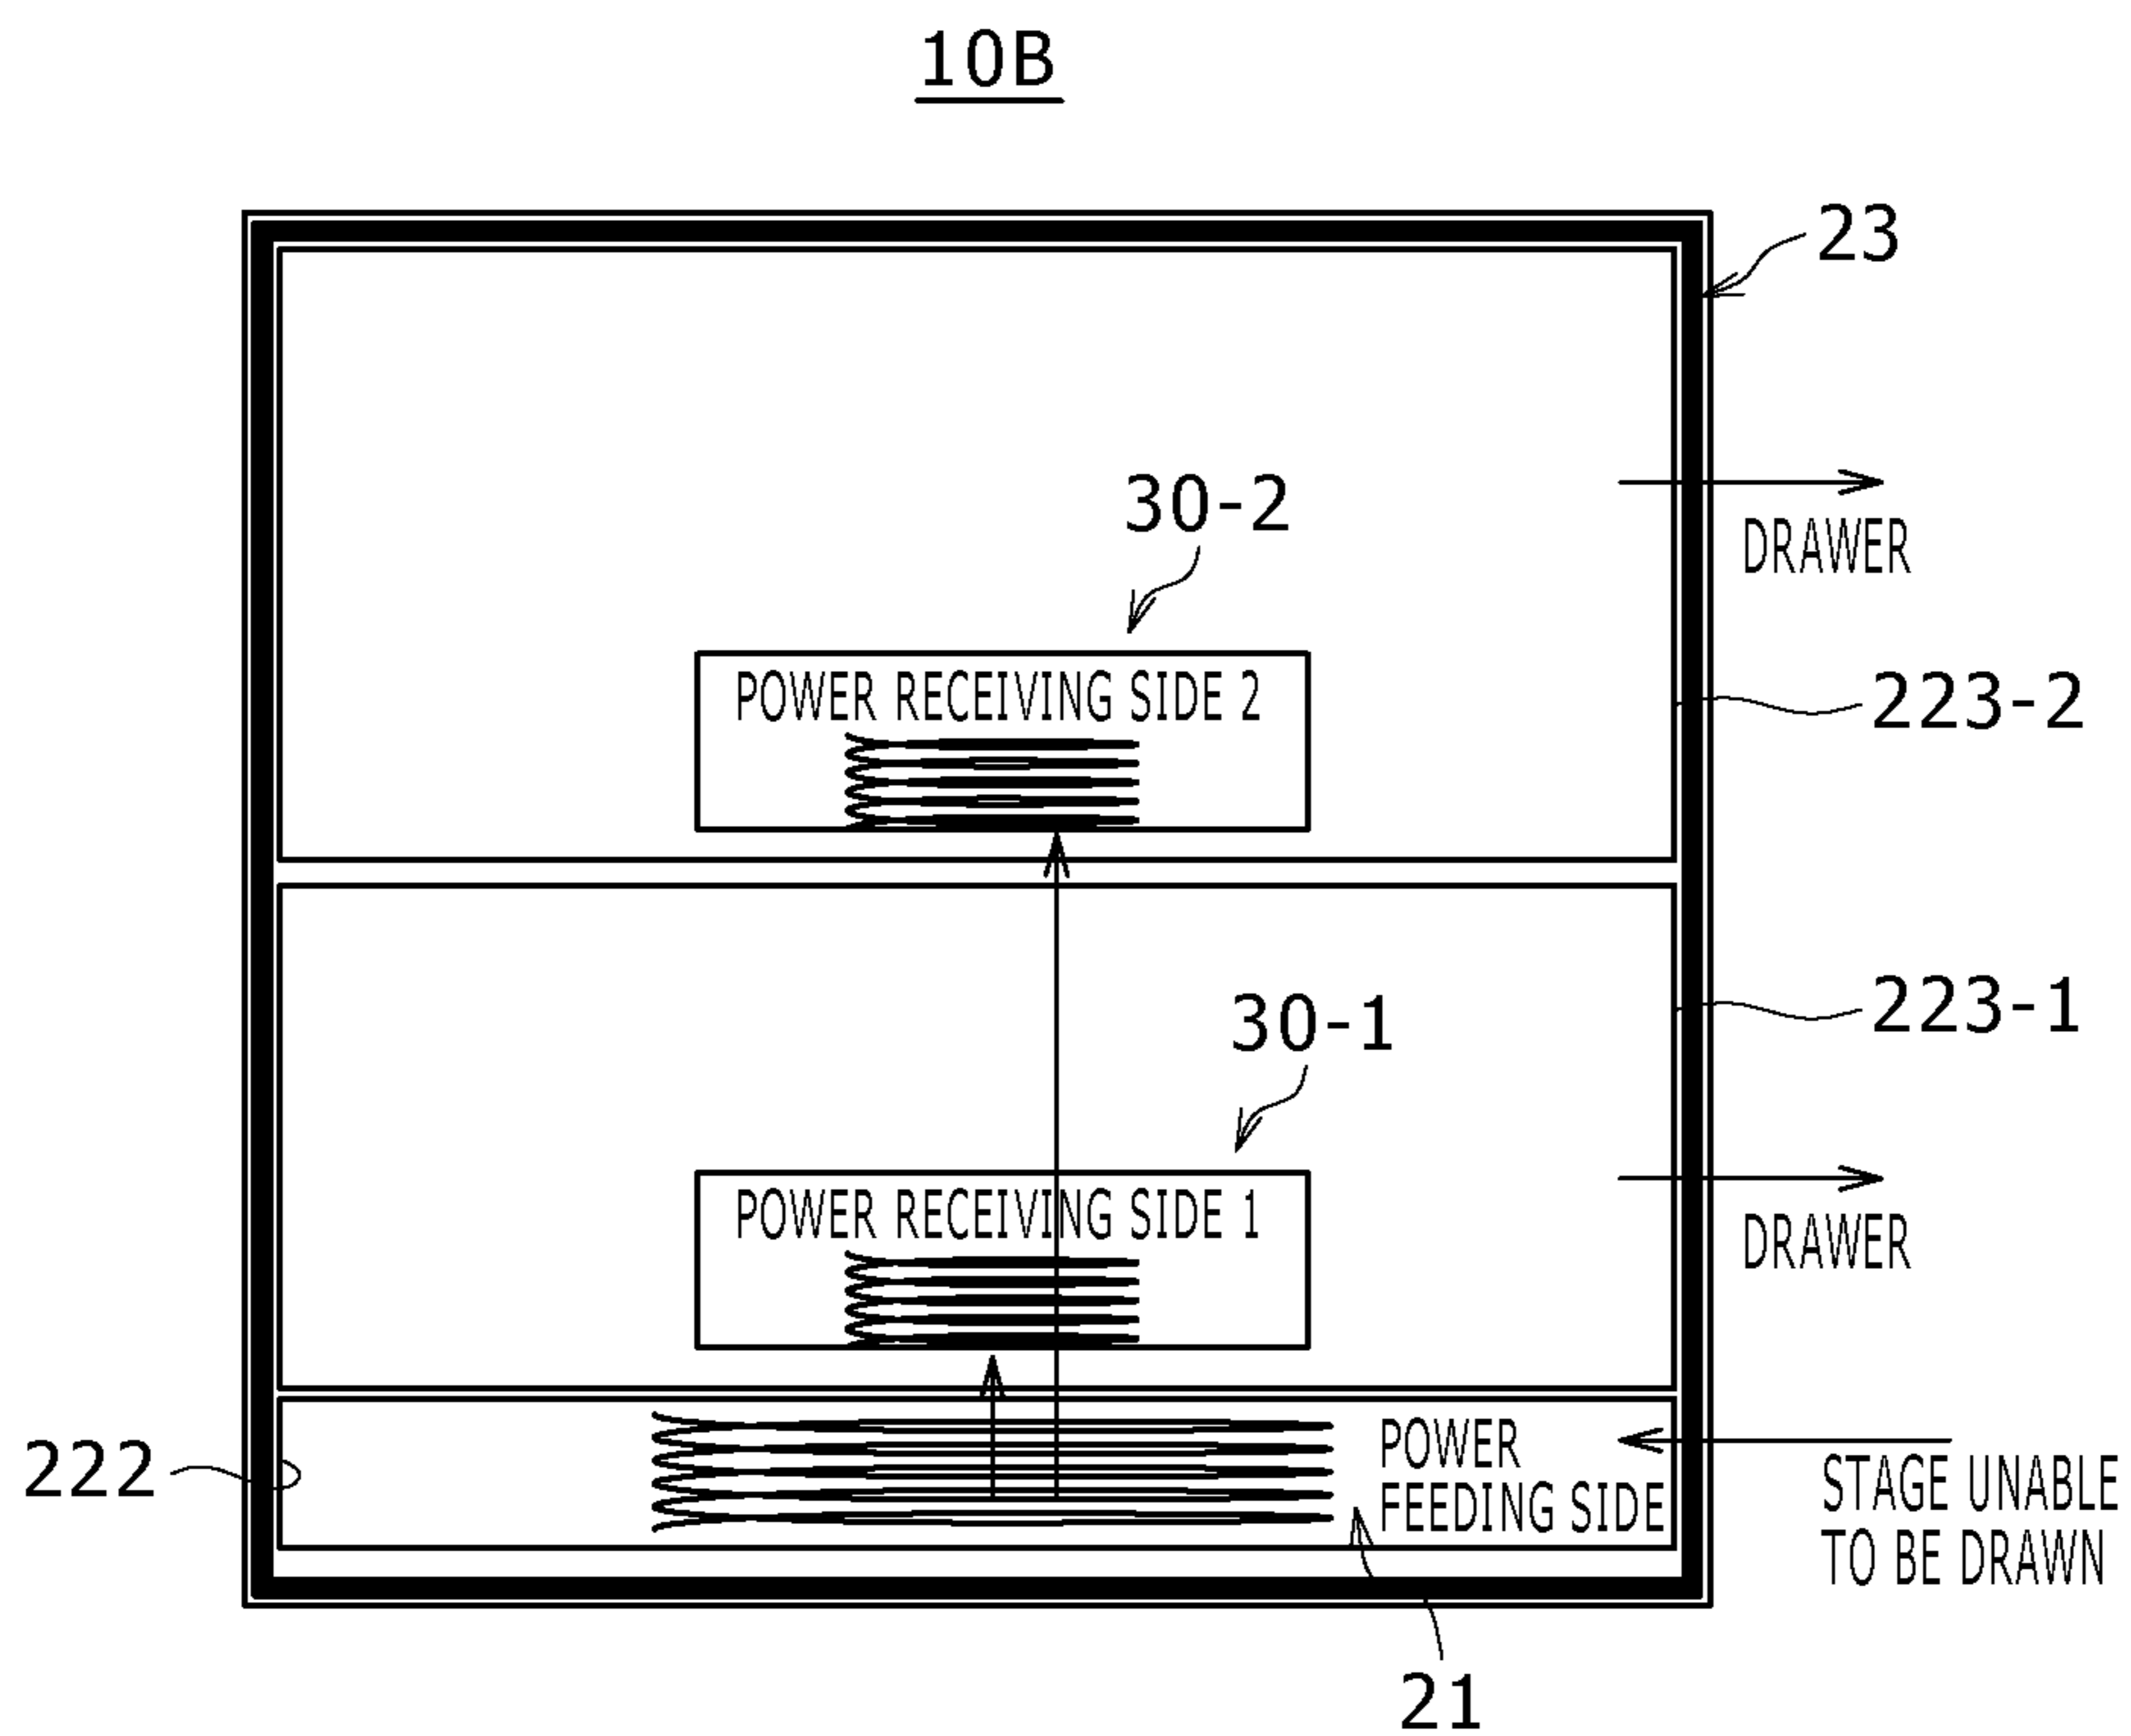 10B
23
30-2
DRAWER
POWER RECEIVING SIDE 2
223-2
223-1
30-1
POWER RECEIVING SIDE 1
DRAWER
222
POWER
FEEDING SIDE
STAGE UNABLE
TO BE DRAWN
21